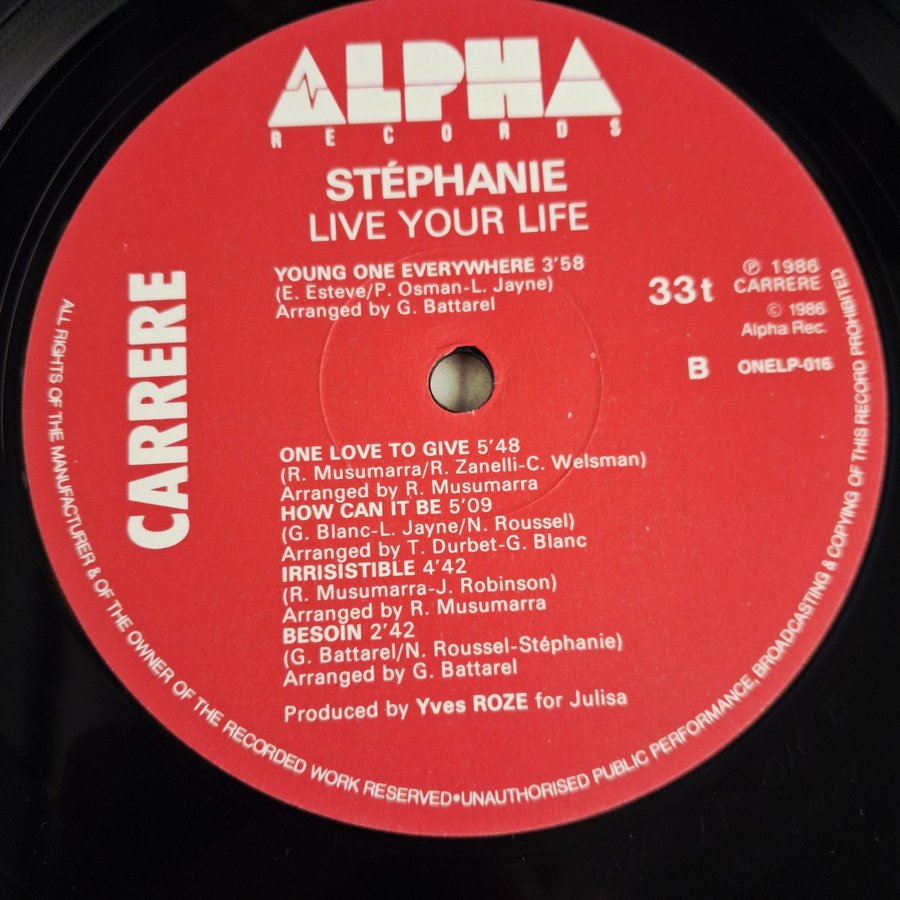 ALPHA
RECORDS
STÉPHANIE
LIVE YOUR LIFE
YOUNG ONE EVERYWHERE 3'58
(E. Esteve/P. Osman-L. Jayne)
Arranged by G. Battarel
33t
℗ 1986
CARRERE
© 1986
Alpha Rec.
B ONELP-016
CARRERE
ONE LOVE TO GIVE 5'48
(R. Musumarra/R. Zanelli-C. Welsman)
Arranged by R. Musumarra
HOW CAN IT BE 5'09
(G. Blanc-L. Jayne/N. Roussel)
Arranged by T. Durbet-G. Blanc
IRRISISTIBLE 4'42
(R. Musumarra-J. Robinson)
Arranged by R. Musumarra
BESOIN 2'42
(G. Battarel/N. Roussel-Stéphanie)
Arranged by G. Battarel
Produced by Yves ROZE for Julisa
ALL RIGHTS OF THE MANUFACTURER & OF THE OWNER OF THE RECORDED WORK RESERVED•UNAUTHORISED PUBLIC PERFORMANCE, BROADCASTING & COPYING OF THIS RECORD PROHIBITED